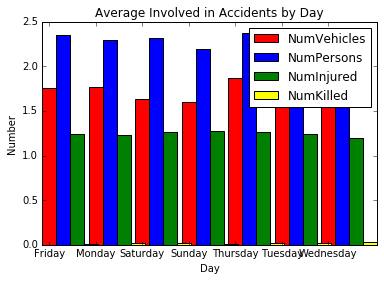 Average Involved in Accidents by Day
2.5
2.0
1.5
1.0
0.5
0.0
Number
NumVehicles
NumPersons
NumInjured
NumKilled
Friday Monday Saturday Sunday Thursday Tuesday Wednesday
Day